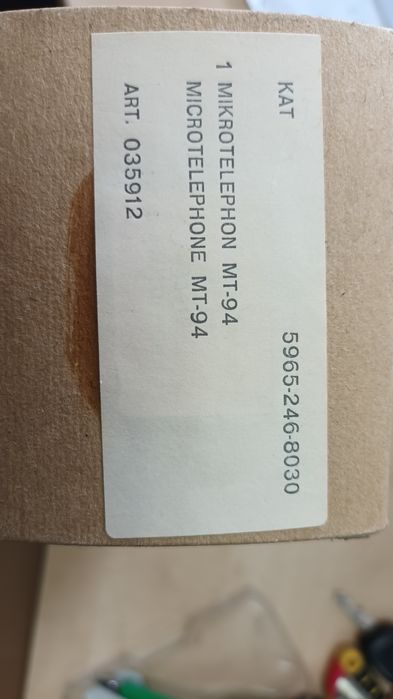 KAT 5965-246-8030
1 MIKROTELEPHON MT-94
MICROTELEPHONE MT-94
ART. 035912